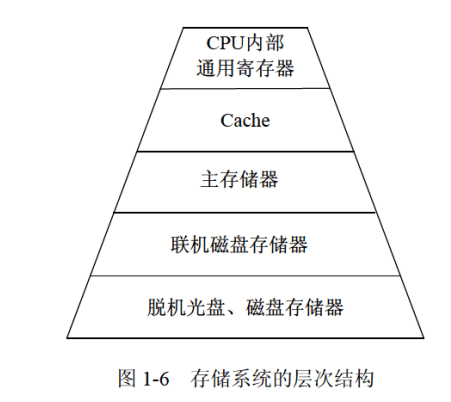 CPU内部
通用寄存器
Cache
主存储器
联机磁盘存储器
脱机光盘、磁盘存储器
图 1-6 存储系统的层次结构